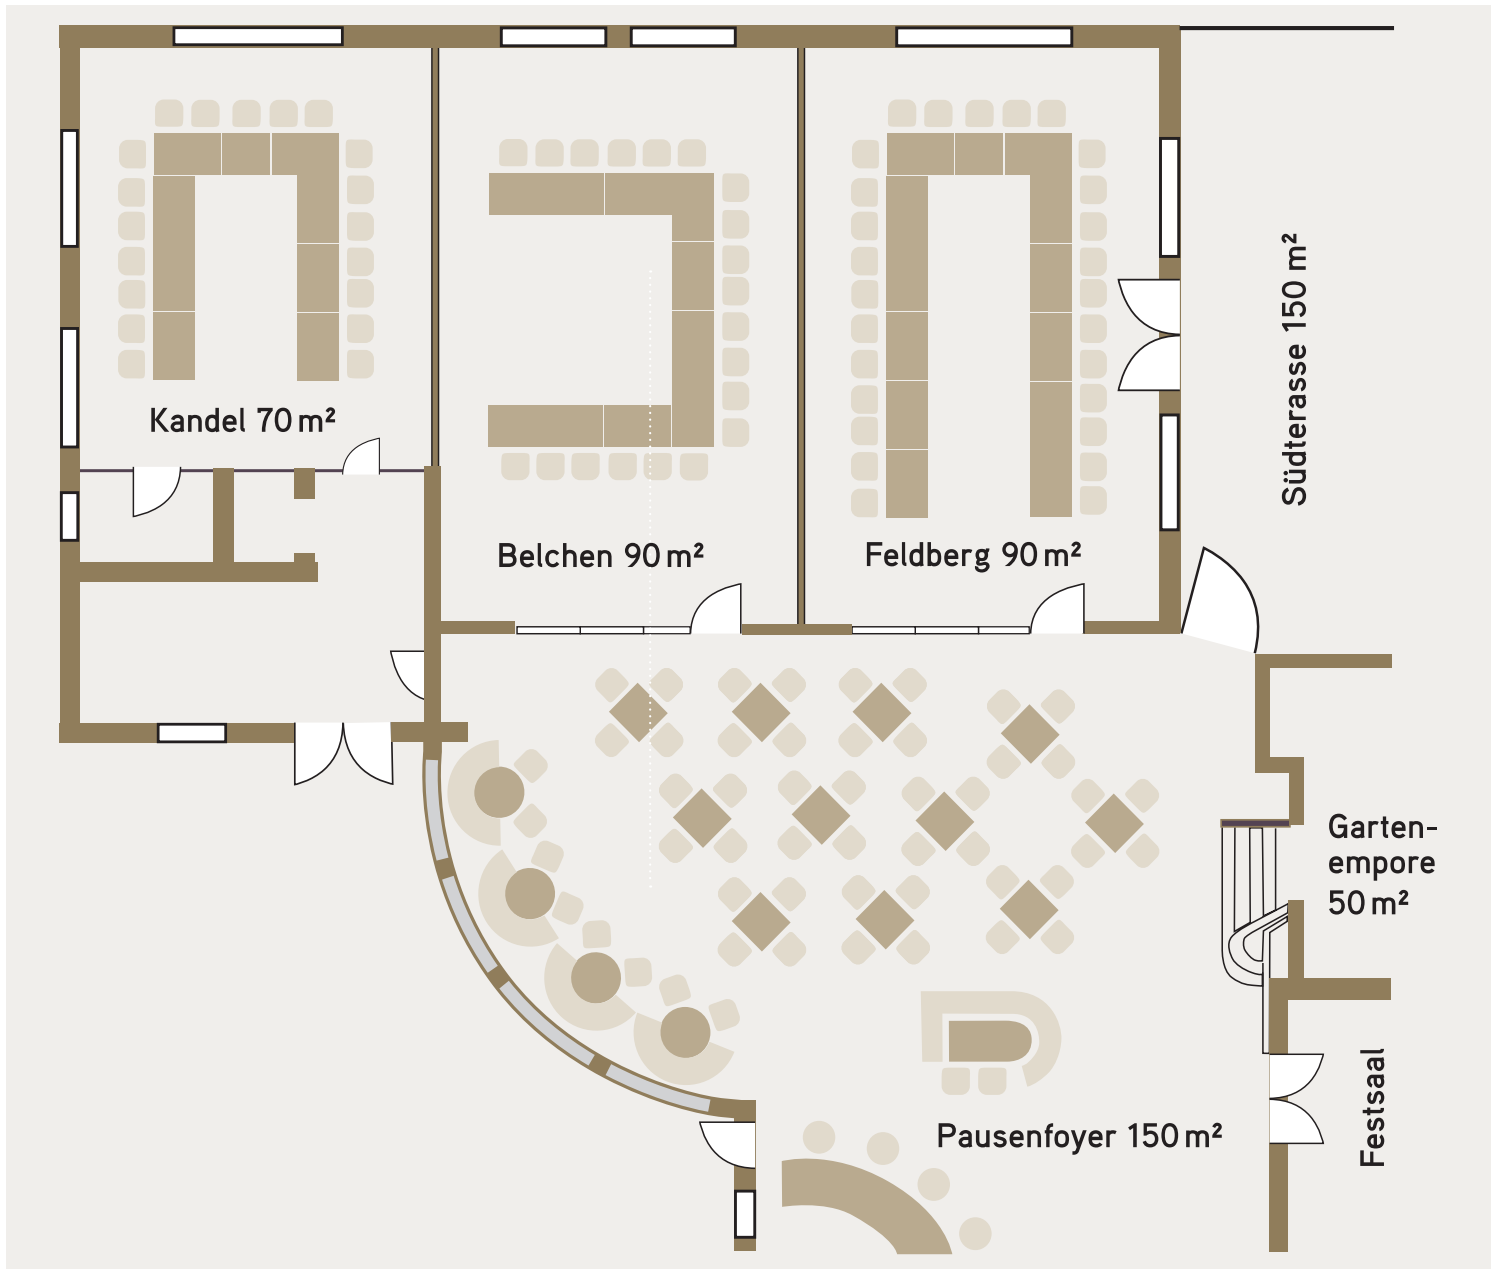 Kandel 70 m²
Belchen 90 m²
Feldberg 90 m²
Südterasse 150 m²
Garten-
empore
50 m²
Pausenfoyer 150 m²
Festsaal